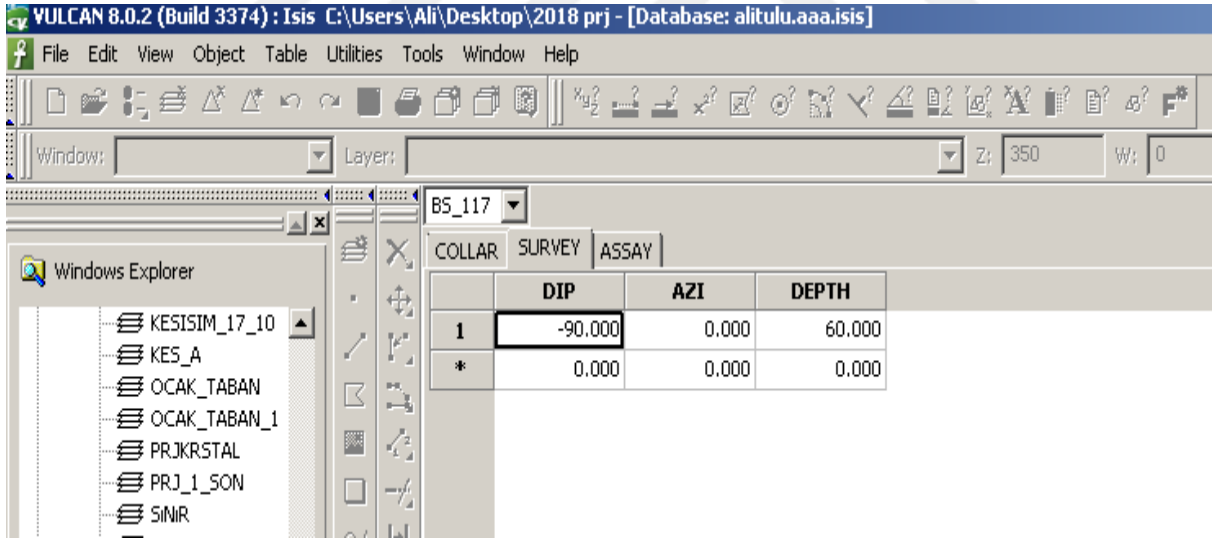 VULCAN 8.0.2 (Build 3374) : Isis C:\Users\Ali\Desktop\2018 prj - [Database: alitulu.aaa.isis]
File Edit View Object Table Utilities Tools Window Help
Window: Layer: Z: 350 W: 0
BS_117
COLLAR SURVEY ASSAY
Windows Explorer
DIP AZI DEPTH
1 -90.000 0.000 60.000
* 0.000 0.000 0.000
KESISIM_17_10
KES_A
OCAK_TABAN
OCAK_TABAN_1
PRJKRSTAL
PRJ_1_SON
SiNiR